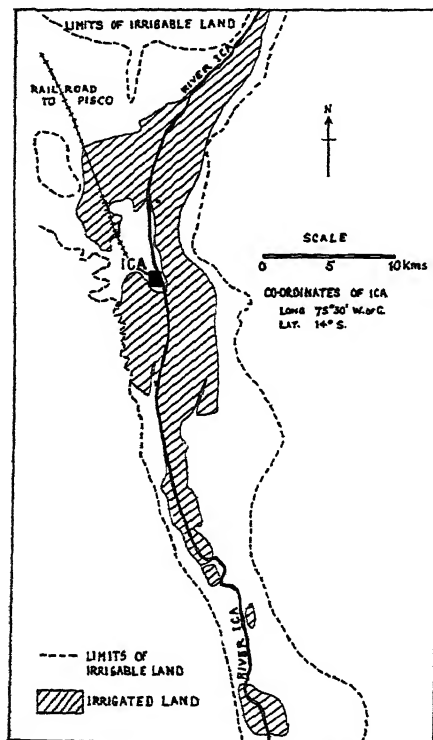 LIMITS OF IRRIGABLE LAND
RIVER ICA
RAIL ROAD
TO PISCO
N
SCALE
0 5 10 Kms
ICA
CO-ORDINATES OF ICA
LONG 75°30' W. of G.
LAT. 14° S.
RIVER ICA
LIMITS OF
IRRIGABLE LAND
IRRIGATED LAND